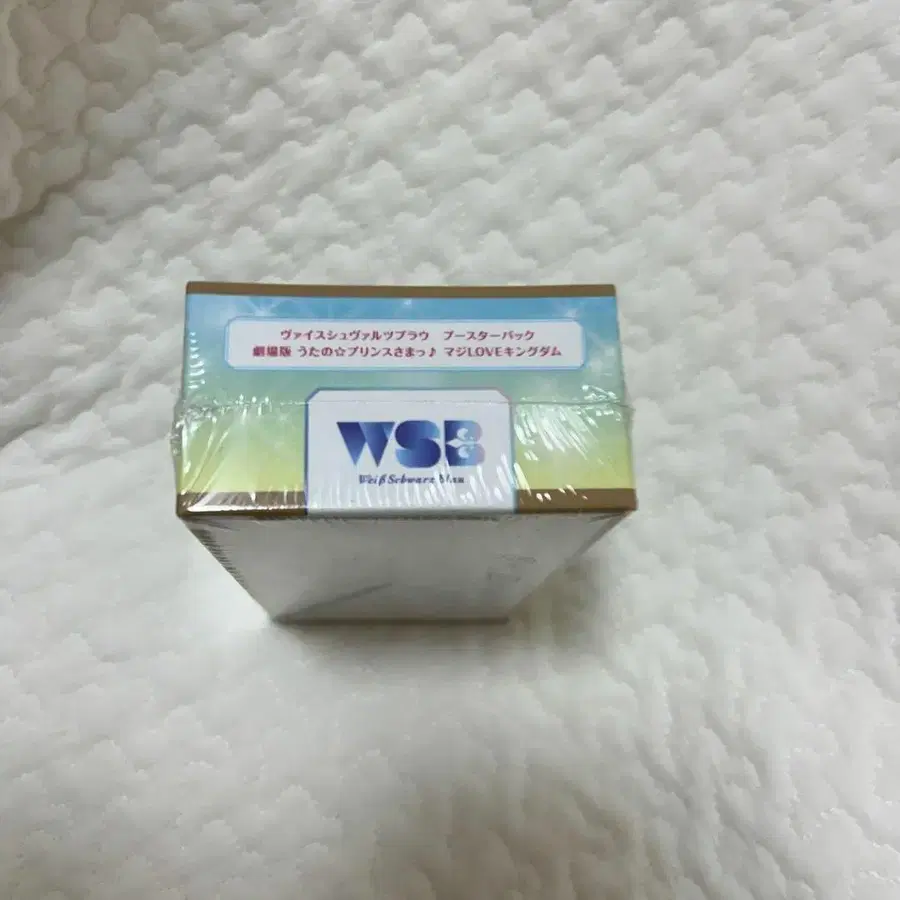 ヴァイスシュヴァルツブラウ　ブースターパック
劇場版 うたの☆プリンスさまっ♪ マジLOVEキングダム
WSB
Weiß Schwarz Blau